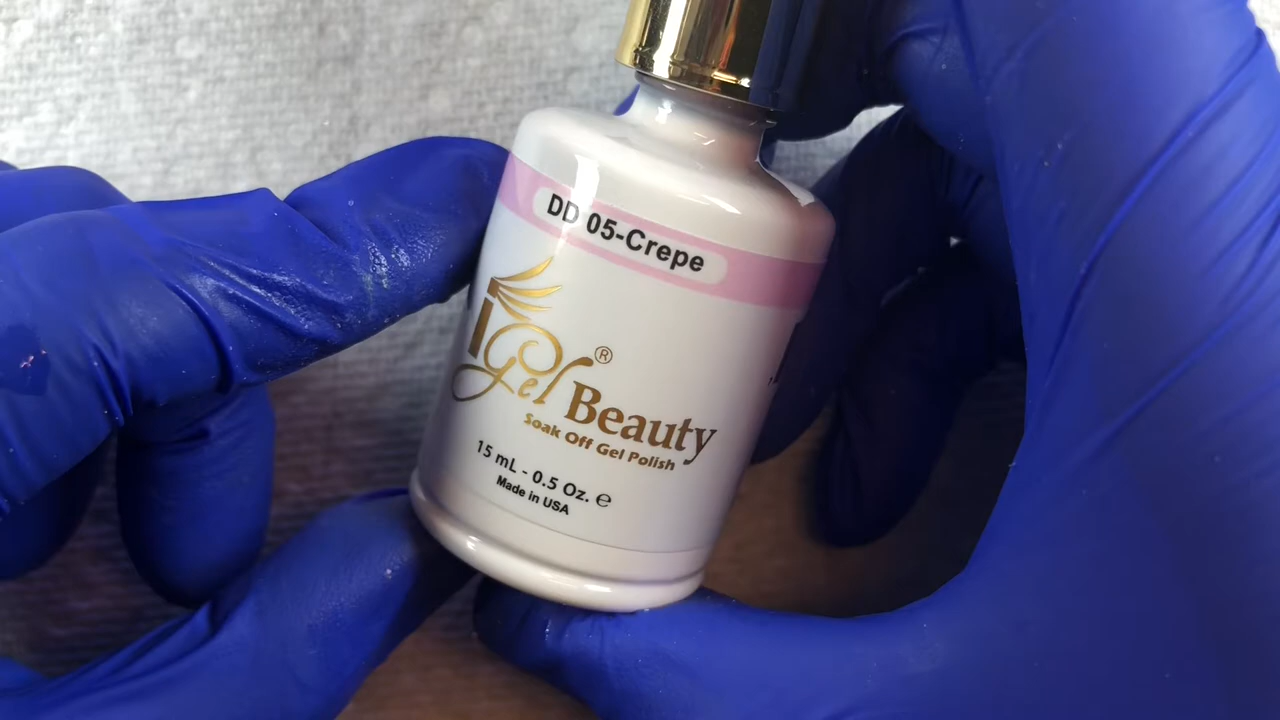 DD 05-Crepe
iGel® Beauty
Soak Off Gel Polish
15 mL - 0.5 Oz. ℮
Made in USA